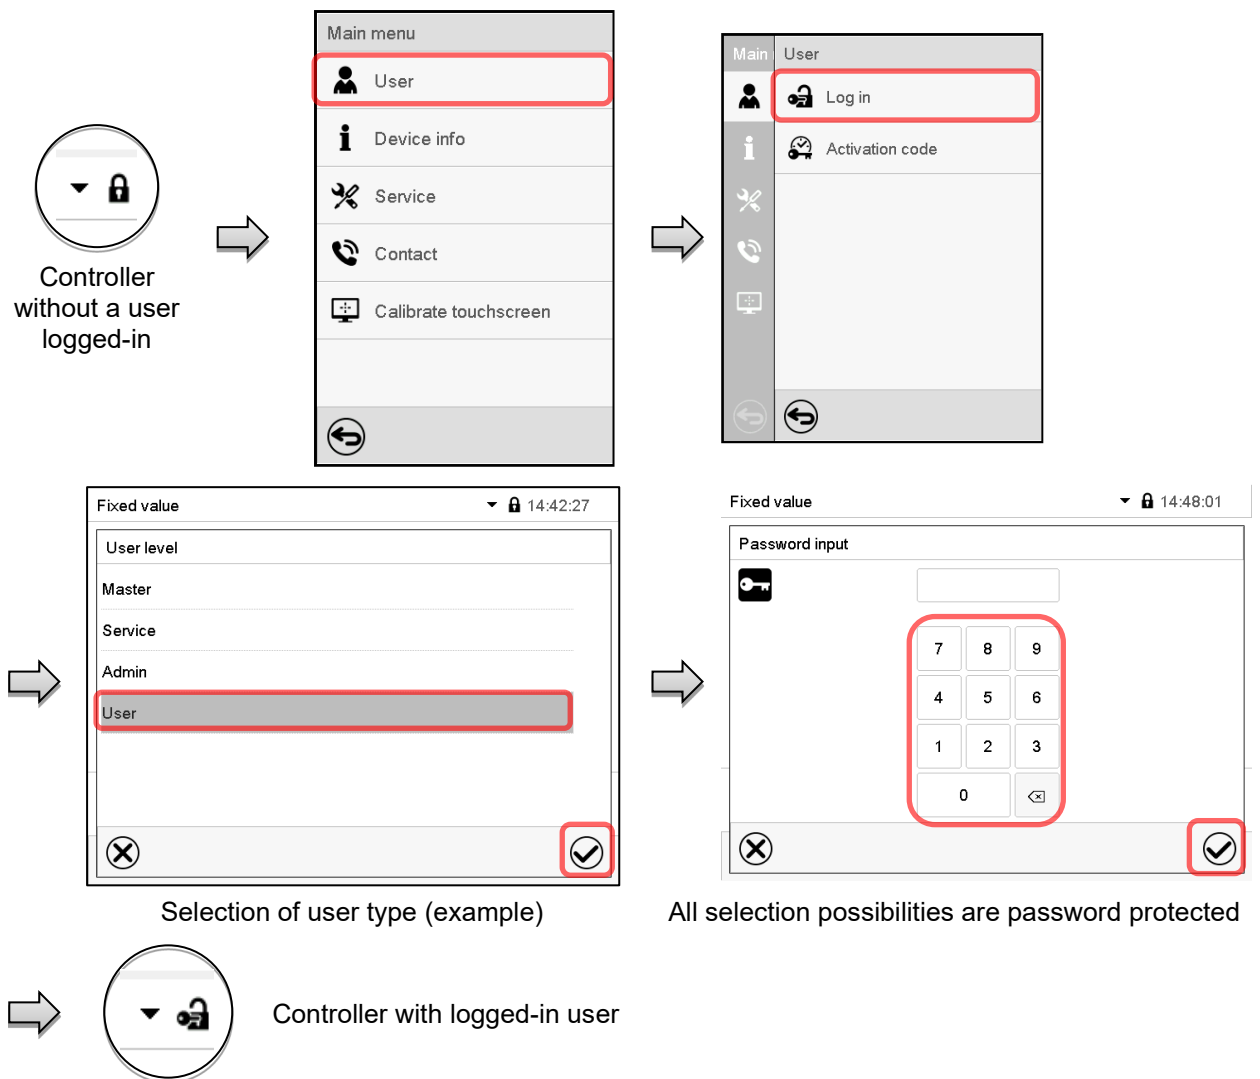 Main menu
User
Device info
Service
Contact
Calibrate touchscreen
Main
User
Log in
Activation code
Controller
without a user
logged-in
Fixed value
14:42:27
User level
Master
Service
Admin
User
Selection of user type (example)
Fixed value
14:48:01
Password input
7 8 9
4 5 6
1 2 3
0
All selection possibilities are password protected
Controller with logged-in user